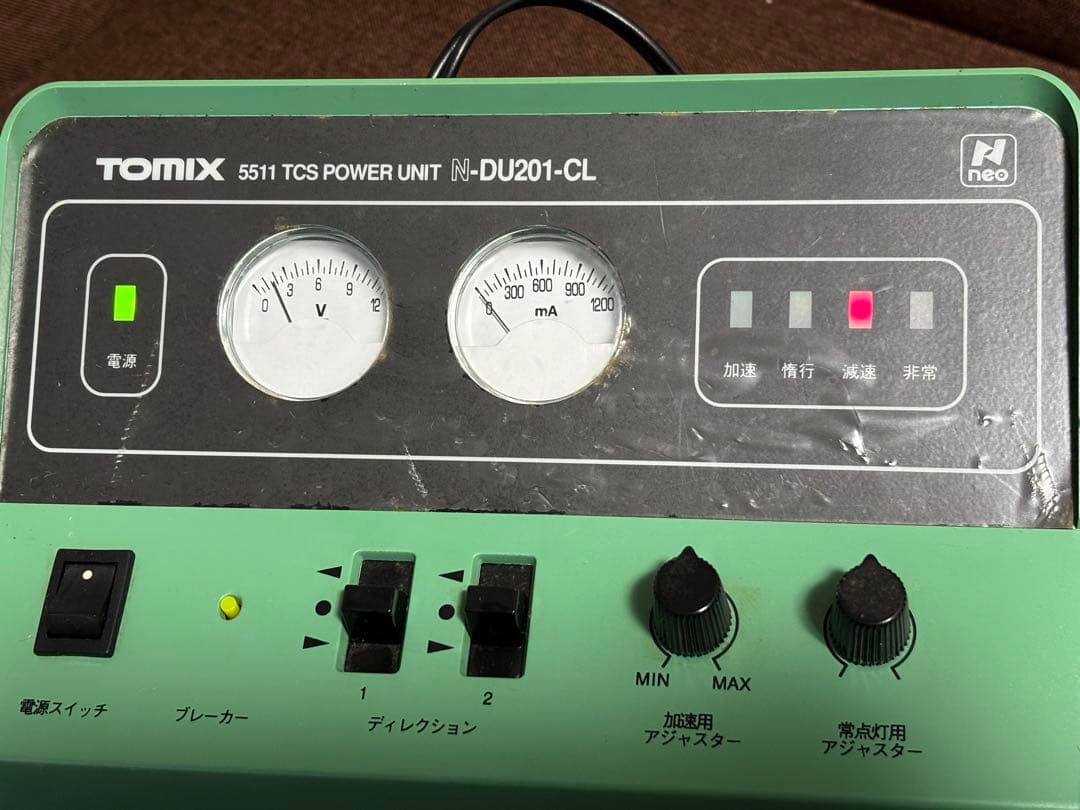 TOMIX 5511 TCS POWER UNIT N-DU201-CL
neo
0 3 6 9 12
V
0 300 600 900 1200
mA
電源
加速 惰行 減速 非常
1 2
MIN MAX
電源スイッチ
ブレーカー
ディレクション
加速用
アジャスター
常点灯用
アジャスター